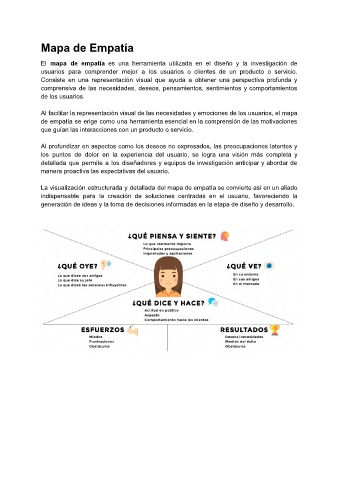 Mapa de Empatía
El mapa de empatía es una herramienta utilizada en el diseño y la investigación de
usuarios para comprender mejor a los usuarios o clientes de un producto o servicio.
Consiste en una representación visual que ayuda a obtener una perspectiva profunda y
comprensiva de las necesidades, deseos, pensamientos, sentimientos y comportamientos
de los usuarios.
Al facilitar la representación visual de las necesidades y emociones de los usuarios, el mapa
de empatía se erige como una herramienta esencial en la comprensión de las motivaciones
que guían las interacciones con un producto o servicio.
Al profundizar en aspectos como los deseos no expresados, las preocupaciones latentes y
los puntos de dolor en la experiencia del usuario, se logra una visión más completa y
detallada que permite a los diseñadores y equipos de investigación anticipar y abordar de
manera proactiva las expectativas del usuario.
La visualización estructurada y detallada del mapa de empatía se convierte así en un aliado
indispensable para la creación de soluciones centradas en el usuario, favoreciendo la
generación de ideas y la toma de decisiones informadas en la etapa de diseño y desarrollo.
¿QUÉ PIENSA Y SIENTE?
Lo que realmente importa
Principales preocupaciones
Inquietudes y aspiraciones
¿QUÉ OYE?
Lo que dicen sus amigos
Lo que dice su jefe
Lo que dicen las personas influyentes
¿QUÉ VE?
En su entorno
En sus amigos
En el mercado
¿QUÉ DICE Y HACE?
Actitud en público
Aspecto
Comportamiento hacia los clientes
ESFUERZOS
Miedos
Frustraciones
Obstáculos
RESULTADOS
Deseos/necesidades
Medida del éxito
Obstáculos